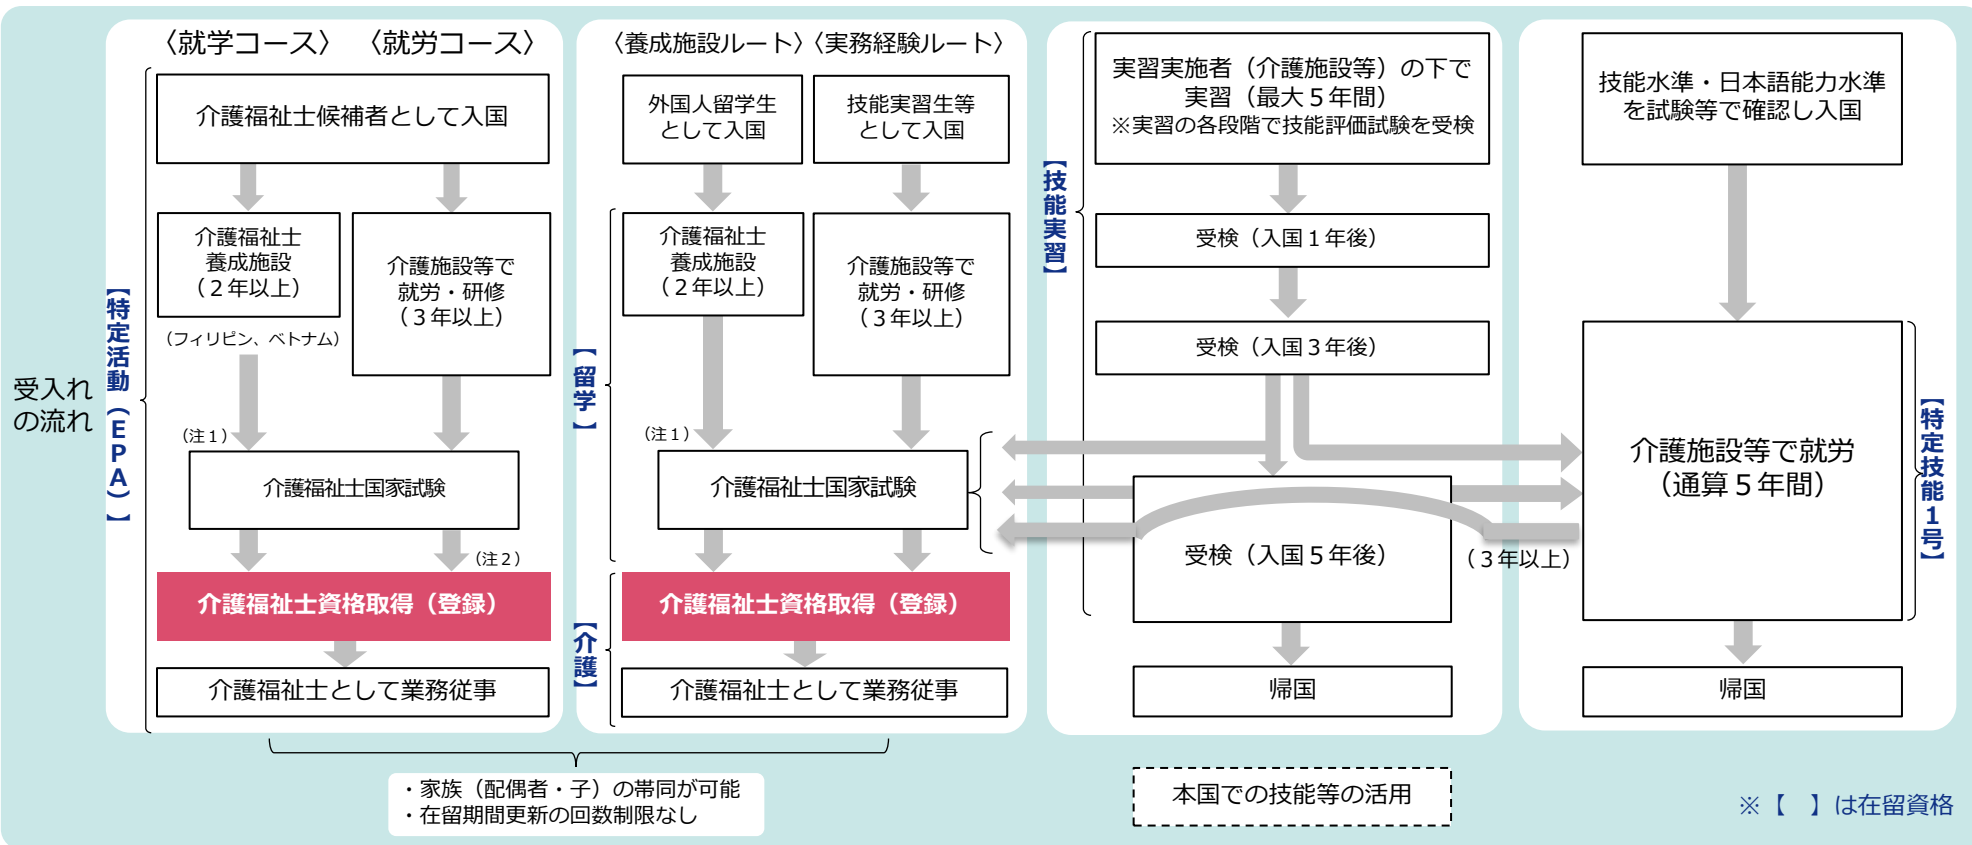 受入れ
の流れ
〈就学コース〉
〈就労コース〉
介護福祉士候補者として入国
【特定活動（EPA）】
介護福祉士
養成施設
（２年以上）
（フィリピン、ベトナム）
介護施設等で
就労・研修
（３年以上）
（注１）
介護福祉士国家試験
（注２）
介護福祉士資格取得（登録）
介護福祉士として業務従事
〈養成施設ルート〉
〈実務経験ルート〉
外国人留学生
として入国
技能実習生等
として入国
【留学】
介護福祉士
養成施設
（２年以上）
介護施設等で
就労・研修
（３年以上）
（注１）
介護福祉士国家試験
【介護】
介護福祉士資格取得（登録）
介護福祉士として業務従事
・家族（配偶者・子）の帯同が可能
・在留期間更新の回数制限なし
【技能実習】
実習実施者（介護施設等）の下で
実習（最大５年間）
※実習の各段階で技能評価試験を受検
受検（入国１年後）
受検（入国３年後）
受検（入国５年後）
帰国
本国での技能等の活用
技能水準・日本語能力水準
を試験等で確認し入国
介護施設等で就労
（通算５年間）
【特定技能１号】
（３年以上）
帰国
※【　】は在留資格